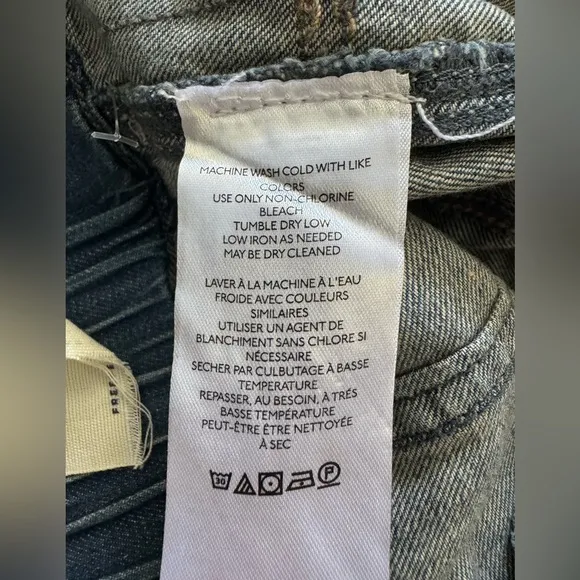 MACHINE WASH COLD WITH LIKE
COLORS
USE ONLY NON-CHLORINE
BLEACH
TUMBLE DRY LOW
LOW IRON AS NEEDED
MAY BE DRY CLEANED
LAVER À LA MACHINE À L'EAU
FROIDE AVEC COULEURS
SIMILAIRES
UTILISER UN AGENT DE
BLANCHIMENT SANS CHLORE SI
NÉCESSAIRE
SECHER PAR CULBUTAGE À BASSE
TEMPERATURE
REPASSER, AU BESOIN, À TRÉS
BASSE TEMPÉRATURE
PEUT-ÊTRE ÊTRE NETTOYÉE
À SEC
30 P
FREE